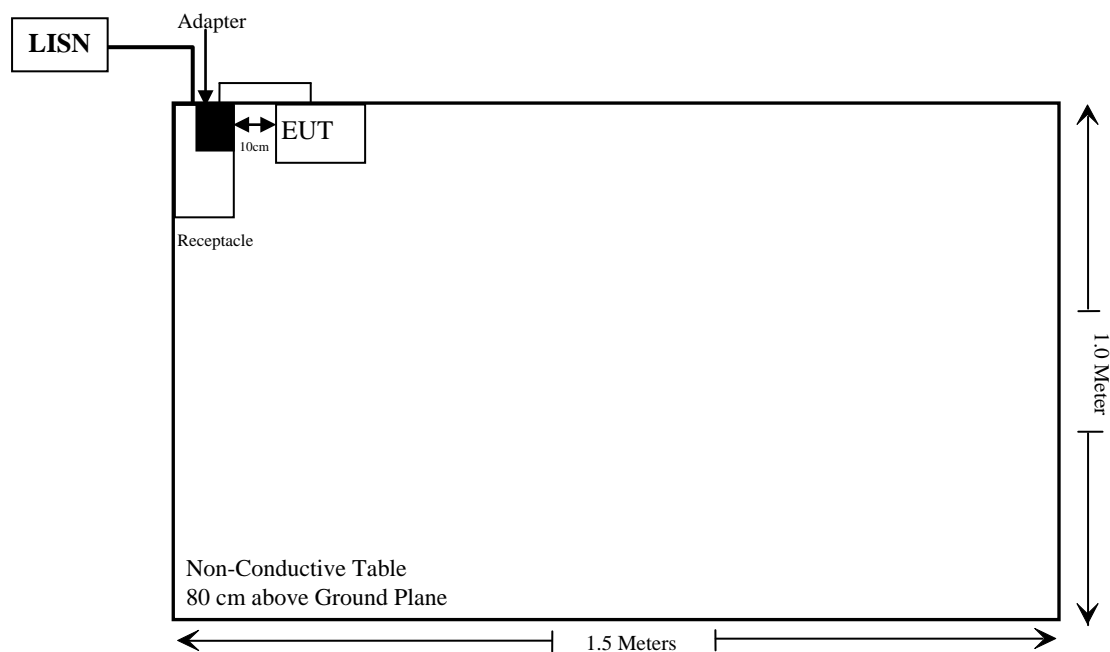 Adapter
LISN
EUT
10cm
Receptacle
1.0 Meter
Non-Conductive Table
80 cm above Ground Plane
1.5 Meters